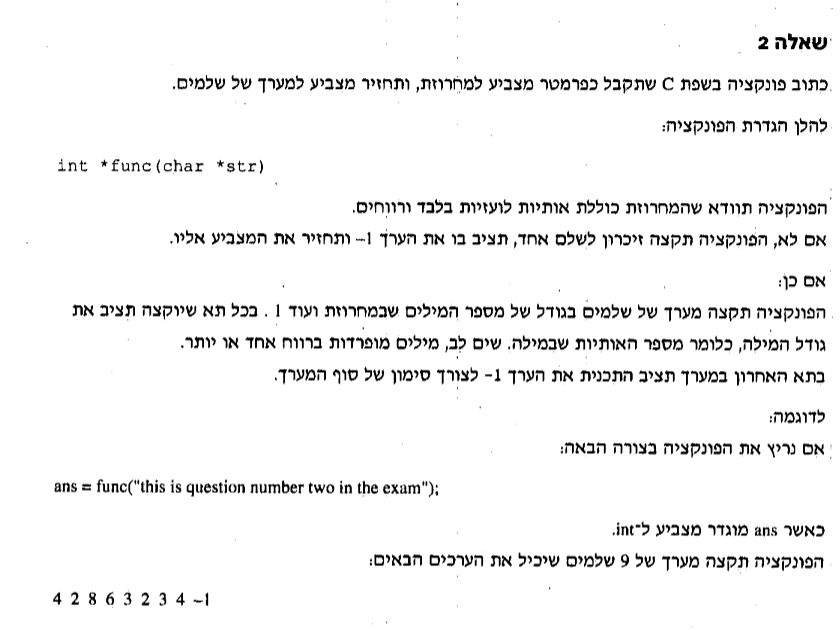 שאלה 2
כתוב פונקציה בשפת C שתקבל כפרמטר מצביע למחרוזת, ותחזיר מצביע למערך של שלמים.
להלן הגדרת הפונקציה:
int *func(char *str)
הפונקציה תוודא שהמחרוזת כוללת אותיות לועזיות בלבד ורווחים.
אם לא, הפונקציה תקצה זיכרון לשלם אחד, תציב בו את הערך 1– ותחזיר את המצביע אליו.
אם כן:
הפונקציה תקצה מערך של שלמים בגודל של מספר המילים שבמחרוזת ועוד 1 . בכל תא שיוקצה תציב את
גודל המילה, כלומר מספר האותיות שבמילה. שים לב, מילים מופרדות ברווח אחד או יותר.
בתא האחרון במערך תציב התכנית את הערך 1– לצורך סימון של סוף המערך.
לדוגמה:
אם נריץ את הפונקציה בצורה הבאה:
ans = func("this is question number two in the exam");
כאשר ans מוגדר מצביע ל־int.
הפונקציה תקצה מערך של 9 שלמים שיכיל את הערכים הבאים:
4 2 8 6 3 2 3 4 –1